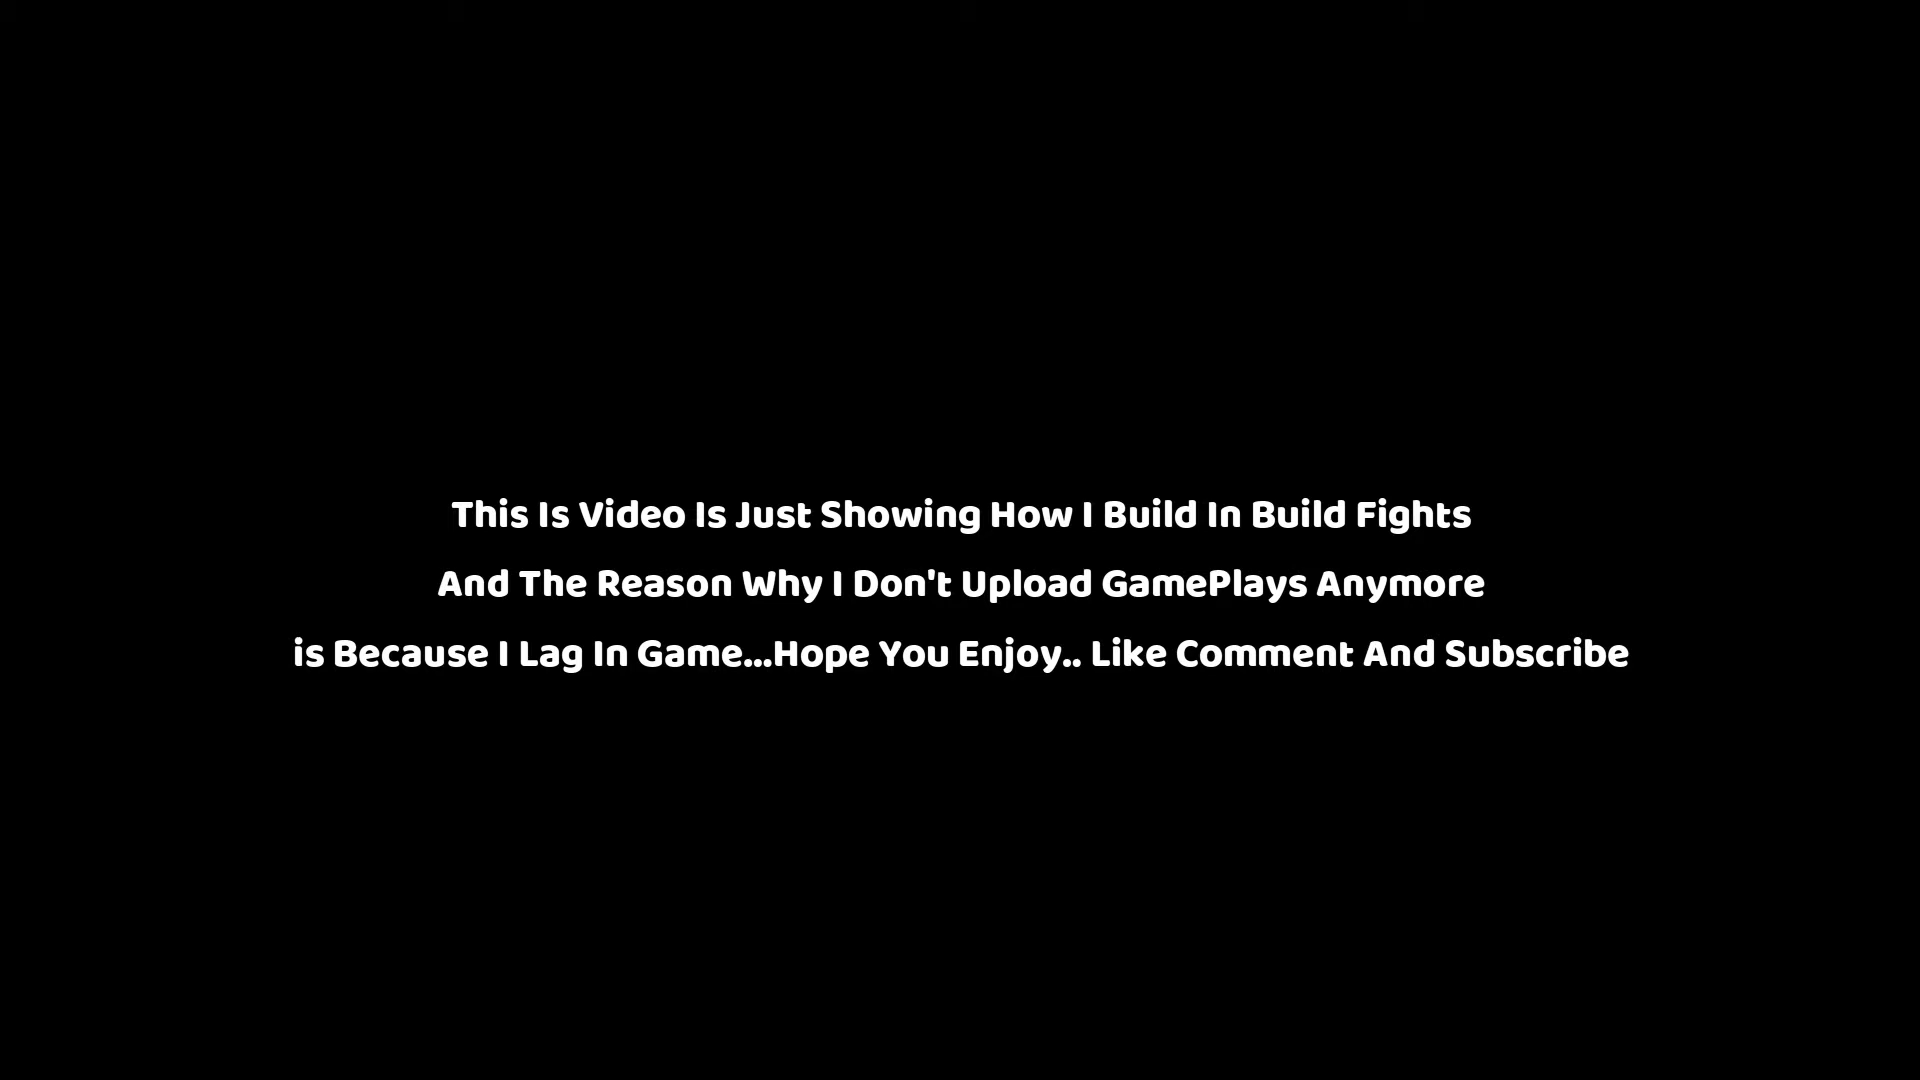 This Is Video Is Just Showing How I Build In Build Fights
And The Reason Why I Don't Upload GamePlays Anymore
is Because I Lag In Game...Hope You Enjoy.. Like Comment And Subscribe